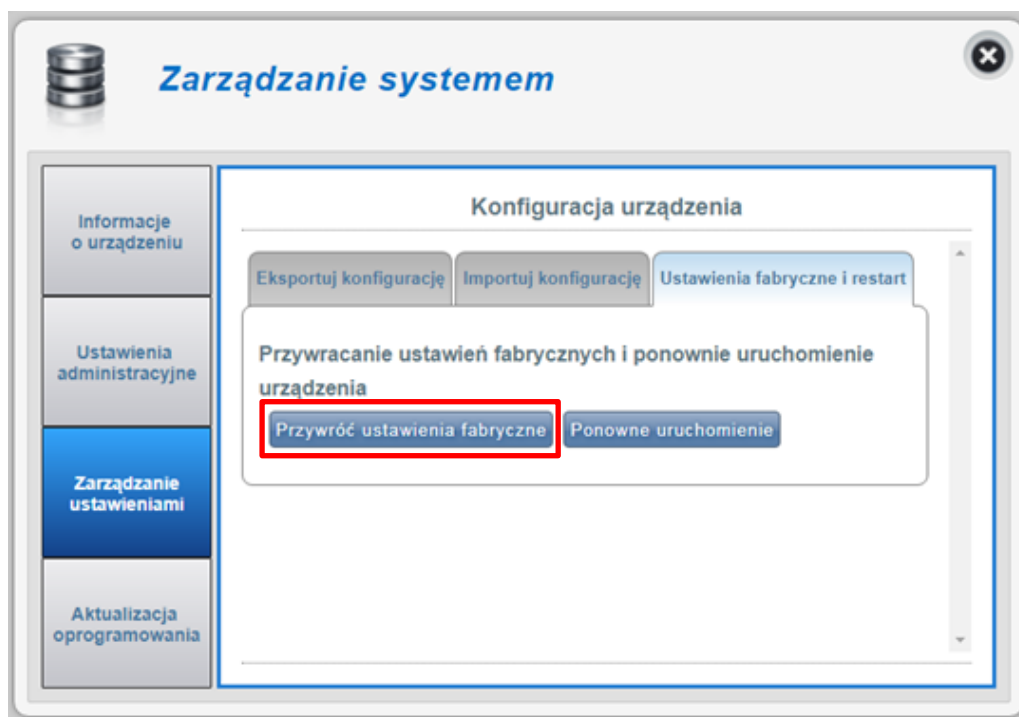 Zarządzanie systemem
Informacje
o urządzeniu
Ustawienia
administracyjne
Zarządzanie
ustawieniami
Aktualizacja
oprogramowania
Konfiguracja urządzenia
Eksportuj konfigurację
Importuj konfigurację
Ustawienia fabryczne i restart
Przywracanie ustawień fabrycznych i ponownie uruchomienie
urządzenia
Przywróć ustawienia fabryczne
Ponowne uruchomienie